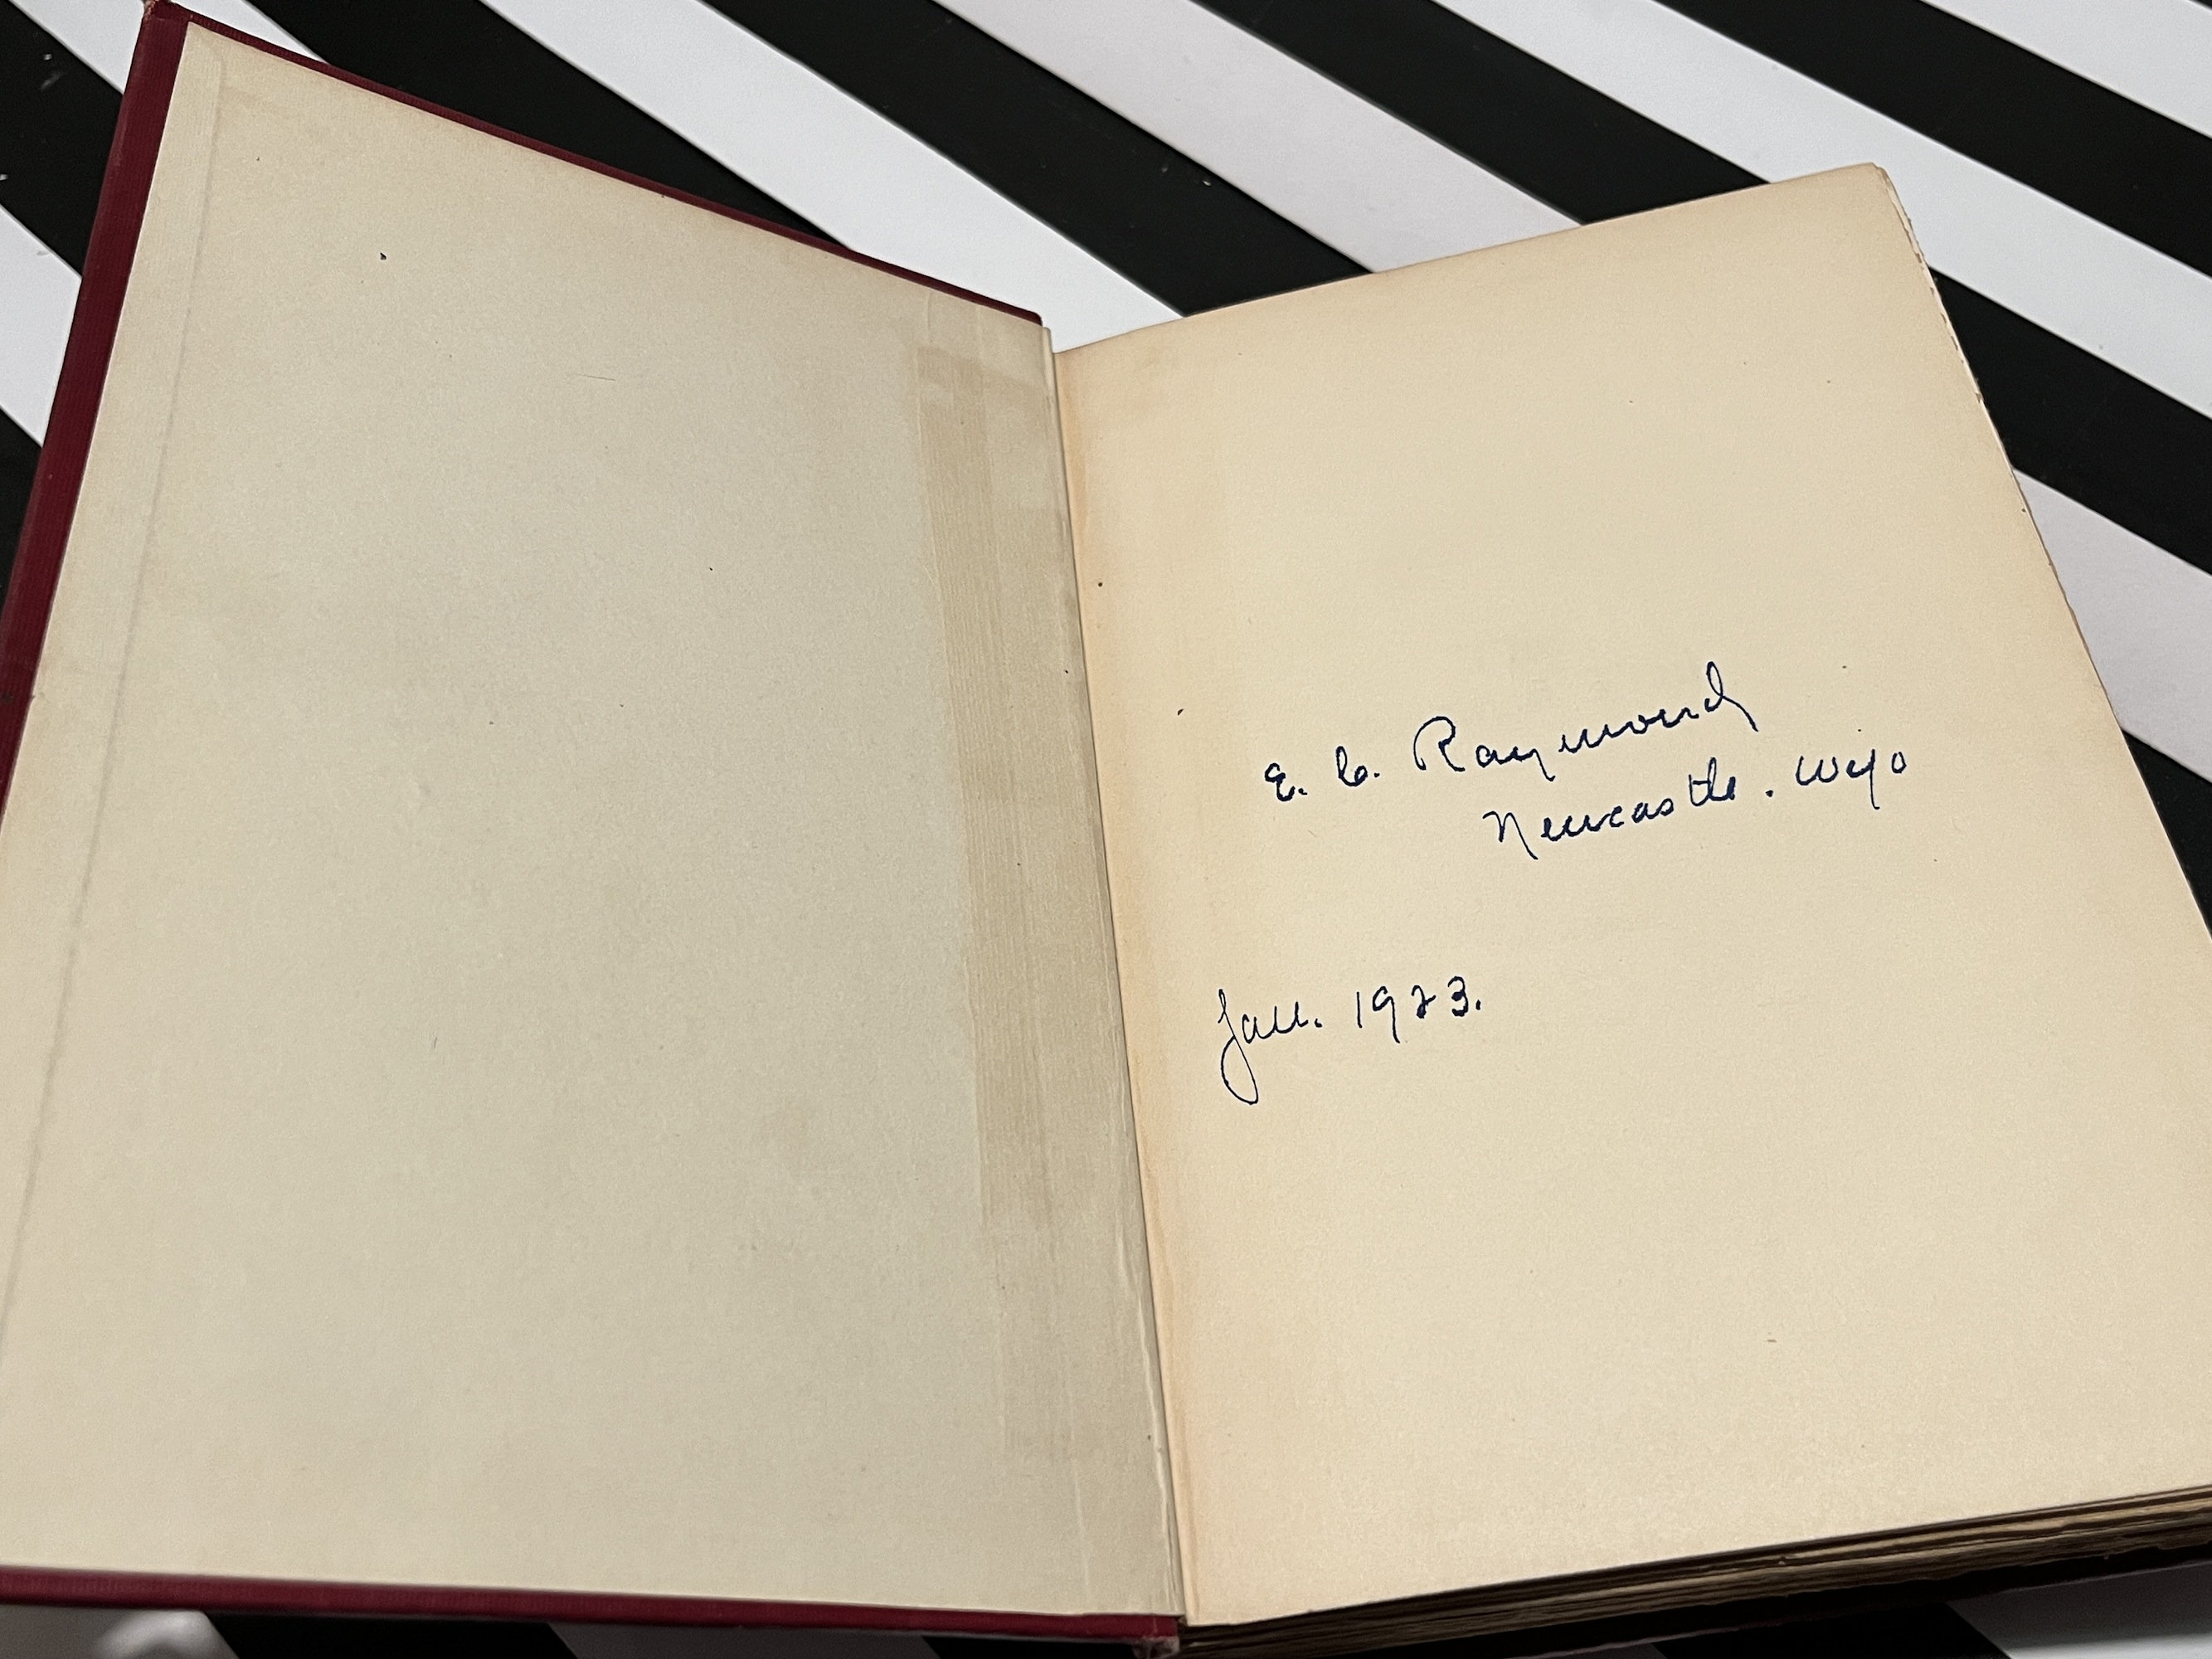 E. C. Raymond
Newcastle. Wyo
Jan. 1923.